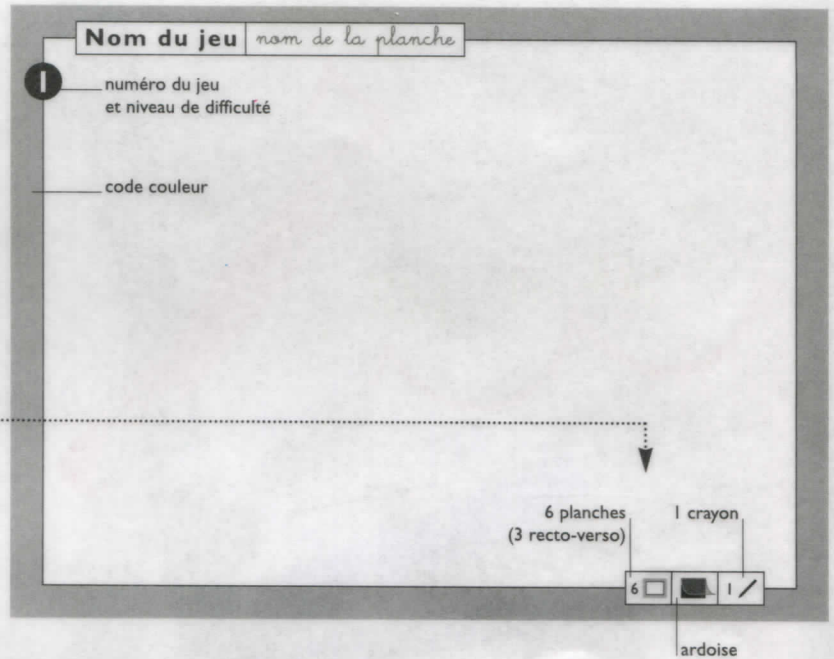 Nom du jeu nom de la planche
1
numéro du jeu
et niveau de difficulté
code couleur
6 planches
(3 recto-verso)
1 crayon
6 1
ardoise